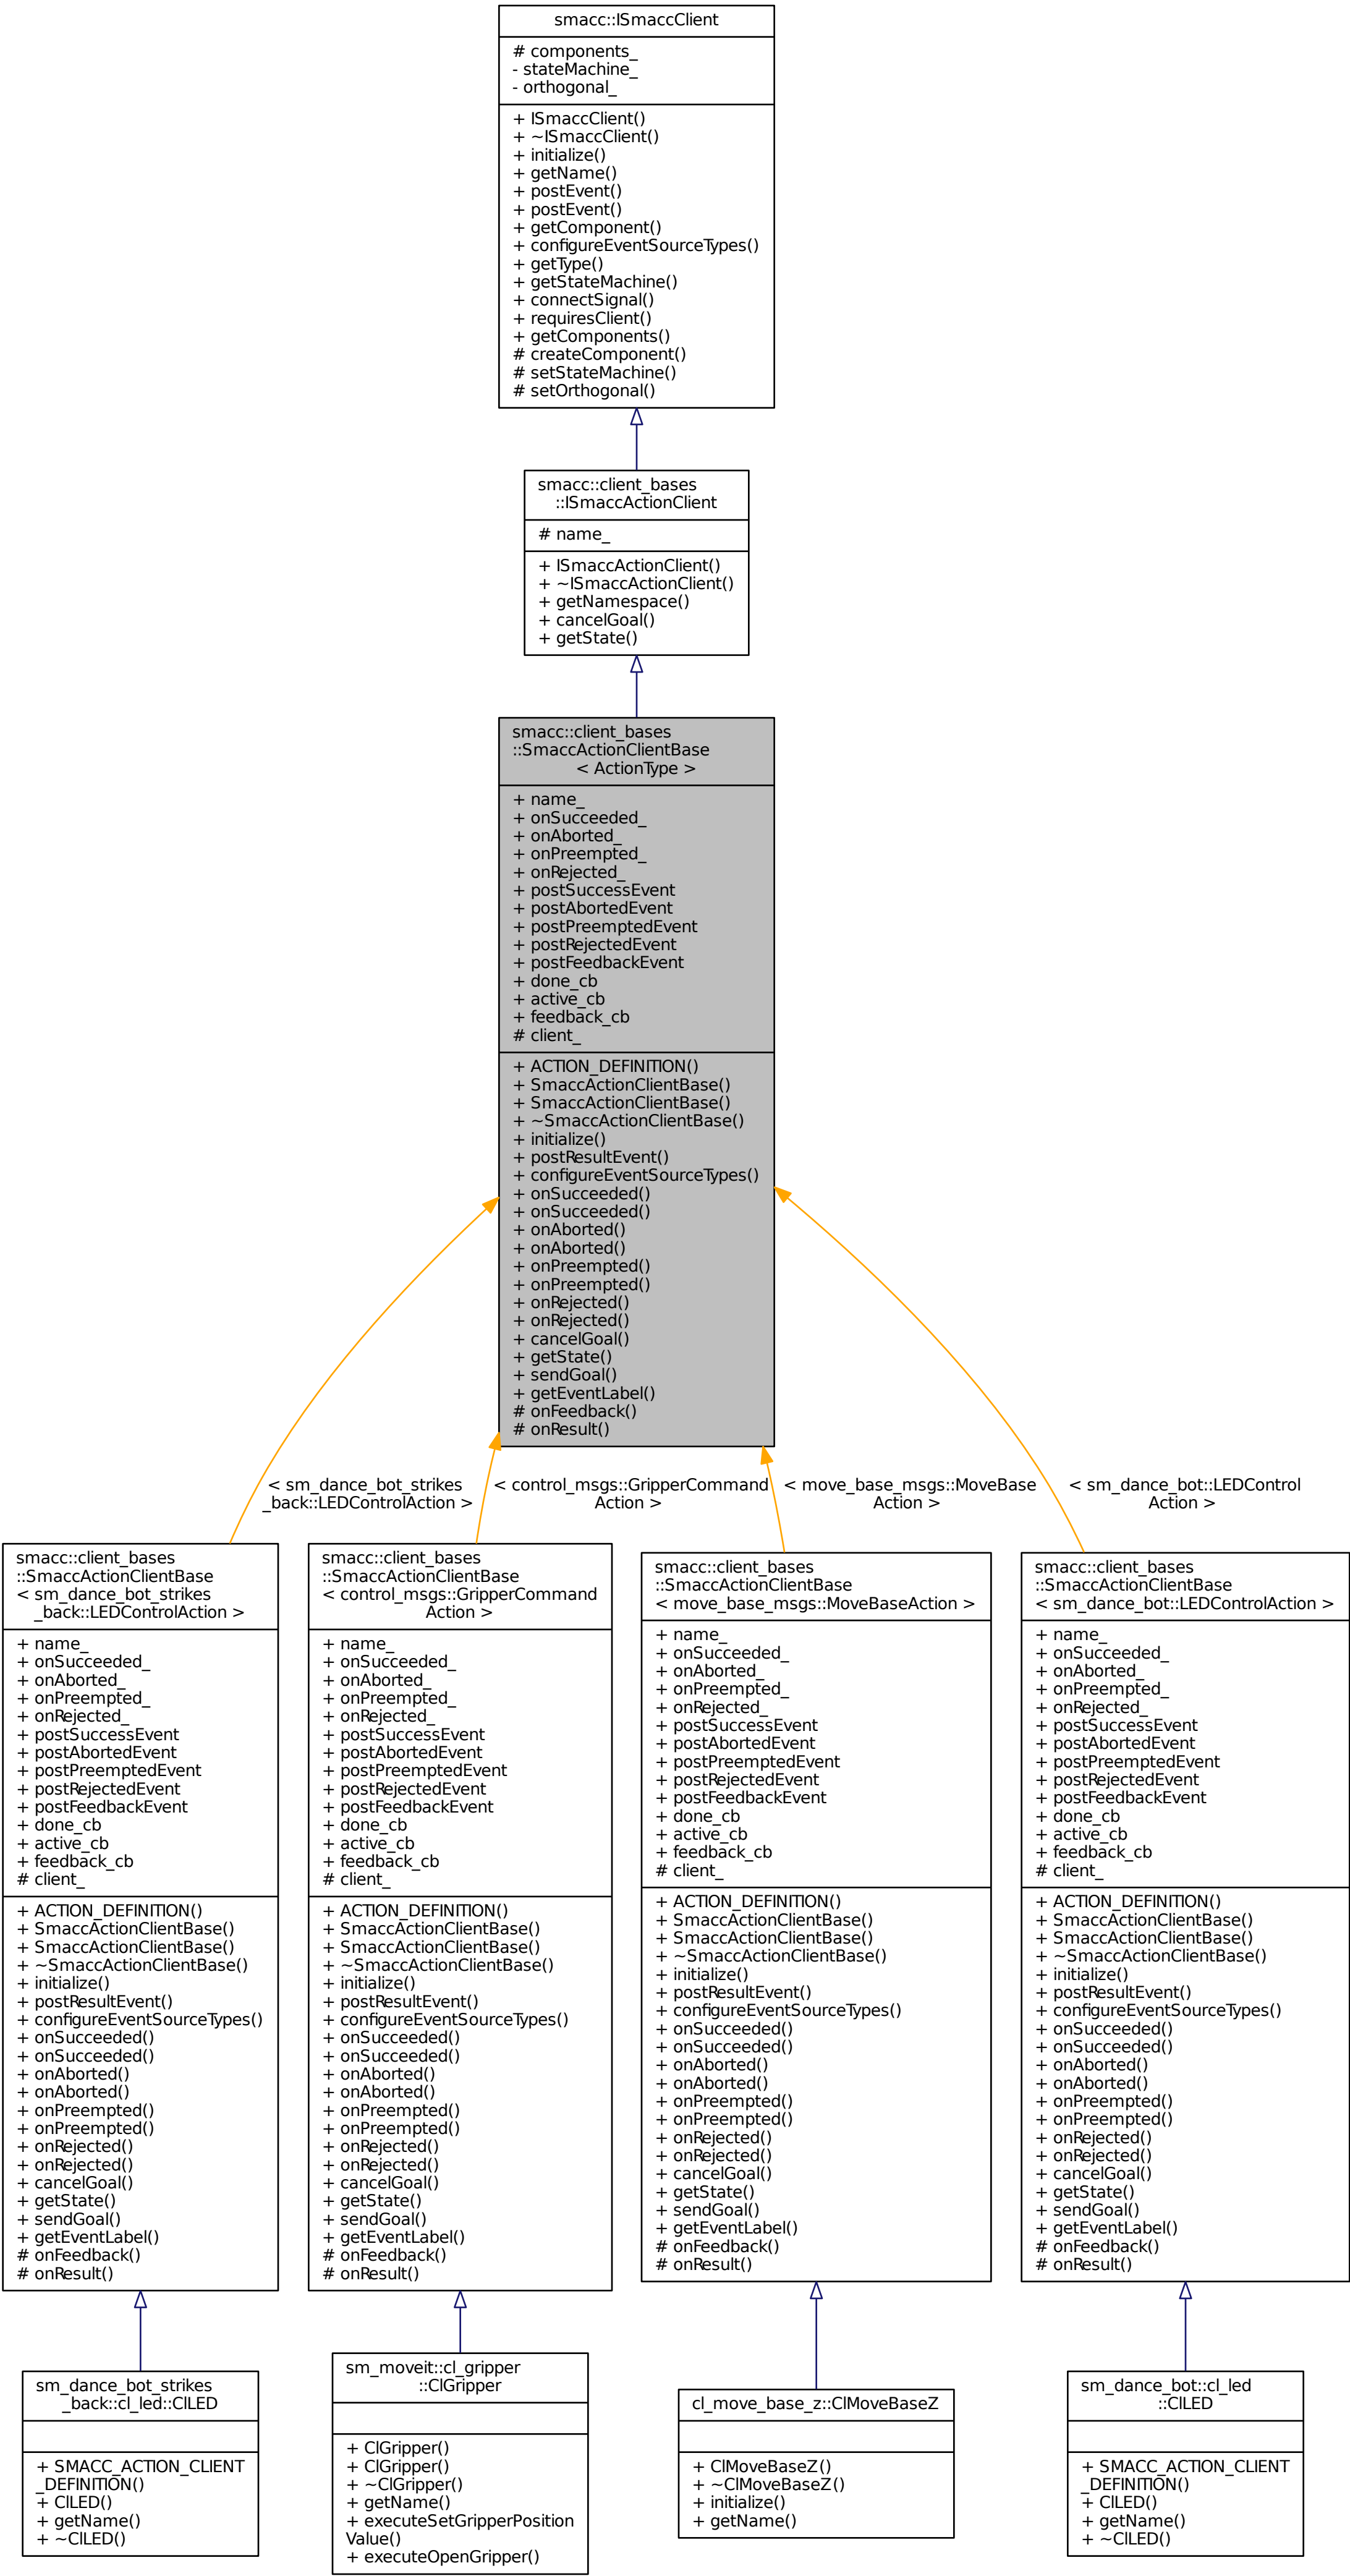 smacc::ISmaccClient
# components_
- stateMachine_
- orthogonal_
+ ISmaccClient()
+ ~ISmaccClient()
+ initialize()
+ getName()
+ postEvent()
+ postEvent()
+ getComponent()
+ configureEventSourceTypes()
+ getType()
+ getStateMachine()
+ connectSignal()
+ requiresClient()
+ getComponents()
# createComponent()
# setStateMachine()
# setOrthogonal()
smacc::client_bases
::ISmaccActionClient
# name_
+ ISmaccActionClient()
+ ~ISmaccActionClient()
+ getNamespace()
+ cancelGoal()
+ getState()
smacc::client_bases
::SmaccActionClientBase
< ActionType >
+ name_
+ onSucceeded_
+ onAborted_
+ onPreempted_
+ onRejected_
+ postSuccessEvent
+ postAbortedEvent
+ postPreemptedEvent
+ postRejectedEvent
+ postFeedbackEvent
+ done_cb
+ active_cb
+ feedback_cb
# client_
+ ACTION_DEFINITION()
+ SmaccActionClientBase()
+ SmaccActionClientBase()
+ ~SmaccActionClientBase()
+ initialize()
+ postResultEvent()
+ configureEventSourceTypes()
+ onSucceeded()
+ onSucceeded()
+ onAborted()
+ onAborted()
+ onPreempted()
+ onPreempted()
+ onRejected()
+ onRejected()
+ cancelGoal()
+ getState()
+ sendGoal()
+ getEventLabel()
# onFeedback()
# onResult()
< sm_dance_bot_strikes
_back::LEDControlAction >
< control_msgs::GripperCommand
Action >
< move_base_msgs::MoveBase
Action >
< sm_dance_bot::LEDControl
Action >
smacc::client_bases
::SmaccActionClientBase
< sm_dance_bot_strikes
_back::LEDControlAction >
+ name_
+ onSucceeded_
+ onAborted_
+ onPreempted_
+ onRejected_
+ postSuccessEvent
+ postAbortedEvent
+ postPreemptedEvent
+ postRejectedEvent
+ postFeedbackEvent
+ done_cb
+ active_cb
+ feedback_cb
# client_
+ ACTION_DEFINITION()
+ SmaccActionClientBase()
+ SmaccActionClientBase()
+ ~SmaccActionClientBase()
+ initialize()
+ postResultEvent()
+ configureEventSourceTypes()
+ onSucceeded()
+ onSucceeded()
+ onAborted()
+ onAborted()
+ onPreempted()
+ onPreempted()
+ onRejected()
+ onRejected()
+ cancelGoal()
+ getState()
+ sendGoal()
+ getEventLabel()
# onFeedback()
# onResult()
smacc::client_bases
::SmaccActionClientBase
< control_msgs::GripperCommand
Action >
+ name_
+ onSucceeded_
+ onAborted_
+ onPreempted_
+ onRejected_
+ postSuccessEvent
+ postAbortedEvent
+ postPreemptedEvent
+ postRejectedEvent
+ postFeedbackEvent
+ done_cb
+ active_cb
+ feedback_cb
# client_
+ ACTION_DEFINITION()
+ SmaccActionClientBase()
+ SmaccActionClientBase()
+ ~SmaccActionClientBase()
+ initialize()
+ postResultEvent()
+ configureEventSourceTypes()
+ onSucceeded()
+ onSucceeded()
+ onAborted()
+ onAborted()
+ onPreempted()
+ onPreempted()
+ onRejected()
+ onRejected()
+ cancelGoal()
+ getState()
+ sendGoal()
+ getEventLabel()
# onFeedback()
# onResult()
smacc::client_bases
::SmaccActionClientBase
< move_base_msgs::MoveBaseAction >
+ name_
+ onSucceeded_
+ onAborted_
+ onPreempted_
+ onRejected_
+ postSuccessEvent
+ postAbortedEvent
+ postPreemptedEvent
+ postRejectedEvent
+ postFeedbackEvent
+ done_cb
+ active_cb
+ feedback_cb
# client_
+ ACTION_DEFINITION()
+ SmaccActionClientBase()
+ SmaccActionClientBase()
+ ~SmaccActionClientBase()
+ initialize()
+ postResultEvent()
+ configureEventSourceTypes()
+ onSucceeded()
+ onSucceeded()
+ onAborted()
+ onAborted()
+ onPreempted()
+ onPreempted()
+ onRejected()
+ onRejected()
+ cancelGoal()
+ getState()
+ sendGoal()
+ getEventLabel()
# onFeedback()
# onResult()
smacc::client_bases
::SmaccActionClientBase
< sm_dance_bot::LEDControlAction >
+ name_
+ onSucceeded_
+ onAborted_
+ onPreempted_
+ onRejected_
+ postSuccessEvent
+ postAbortedEvent
+ postPreemptedEvent
+ postRejectedEvent
+ postFeedbackEvent
+ done_cb
+ active_cb
+ feedback_cb
# client_
+ ACTION_DEFINITION()
+ SmaccActionClientBase()
+ SmaccActionClientBase()
+ ~SmaccActionClientBase()
+ initialize()
+ postResultEvent()
+ configureEventSourceTypes()
+ onSucceeded()
+ onSucceeded()
+ onAborted()
+ onAborted()
+ onPreempted()
+ onPreempted()
+ onRejected()
+ onRejected()
+ cancelGoal()
+ getState()
+ sendGoal()
+ getEventLabel()
# onFeedback()
# onResult()
sm_dance_bot_strikes
_back::cl_led::ClLED
+ SMACC_ACTION_CLIENT
_DEFINITION()
+ ClLED()
+ getName()
+ ~ClLED()
sm_moveit::cl_gripper
::ClGripper
+ ClGripper()
+ ClGripper()
+ ~ClGripper()
+ getName()
+ executeSetGripperPosition
Value()
+ executeOpenGripper()
cl_move_base_z::ClMoveBaseZ
+ ClMoveBaseZ()
+ ~ClMoveBaseZ()
+ initialize()
+ getName()
sm_dance_bot::cl_led
::ClLED
+ SMACC_ACTION_CLIENT
_DEFINITION()
+ ClLED()
+ getName()
+ ~ClLED()